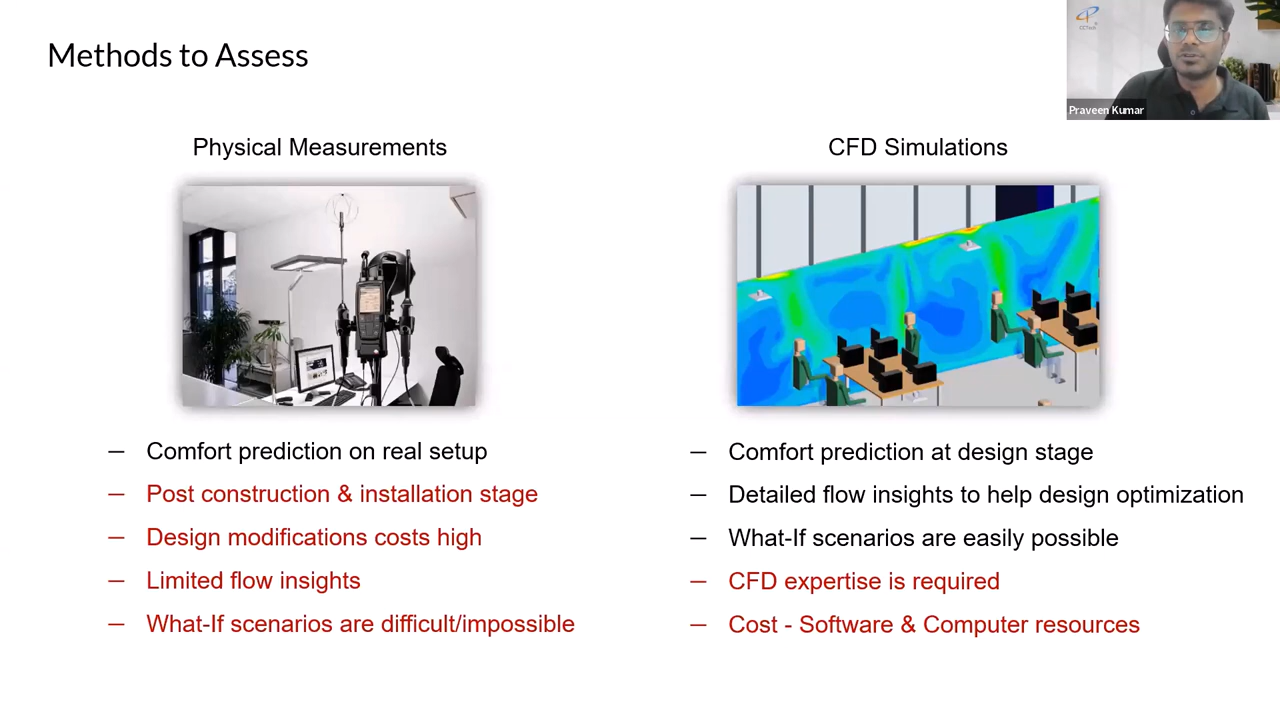 Methods to Assess
CCTech
Praveen Kumar
Physical Measurements
CFD Simulations
— Comfort prediction on real setup
— Post construction & installation stage
— Design modifications costs high
— Limited flow insights
— What-If scenarios are difficult/impossible
— Comfort prediction at design stage
— Detailed flow insights to help design optimization
— What-If scenarios are easily possible
— CFD expertise is required
— Cost - Software & Computer resources